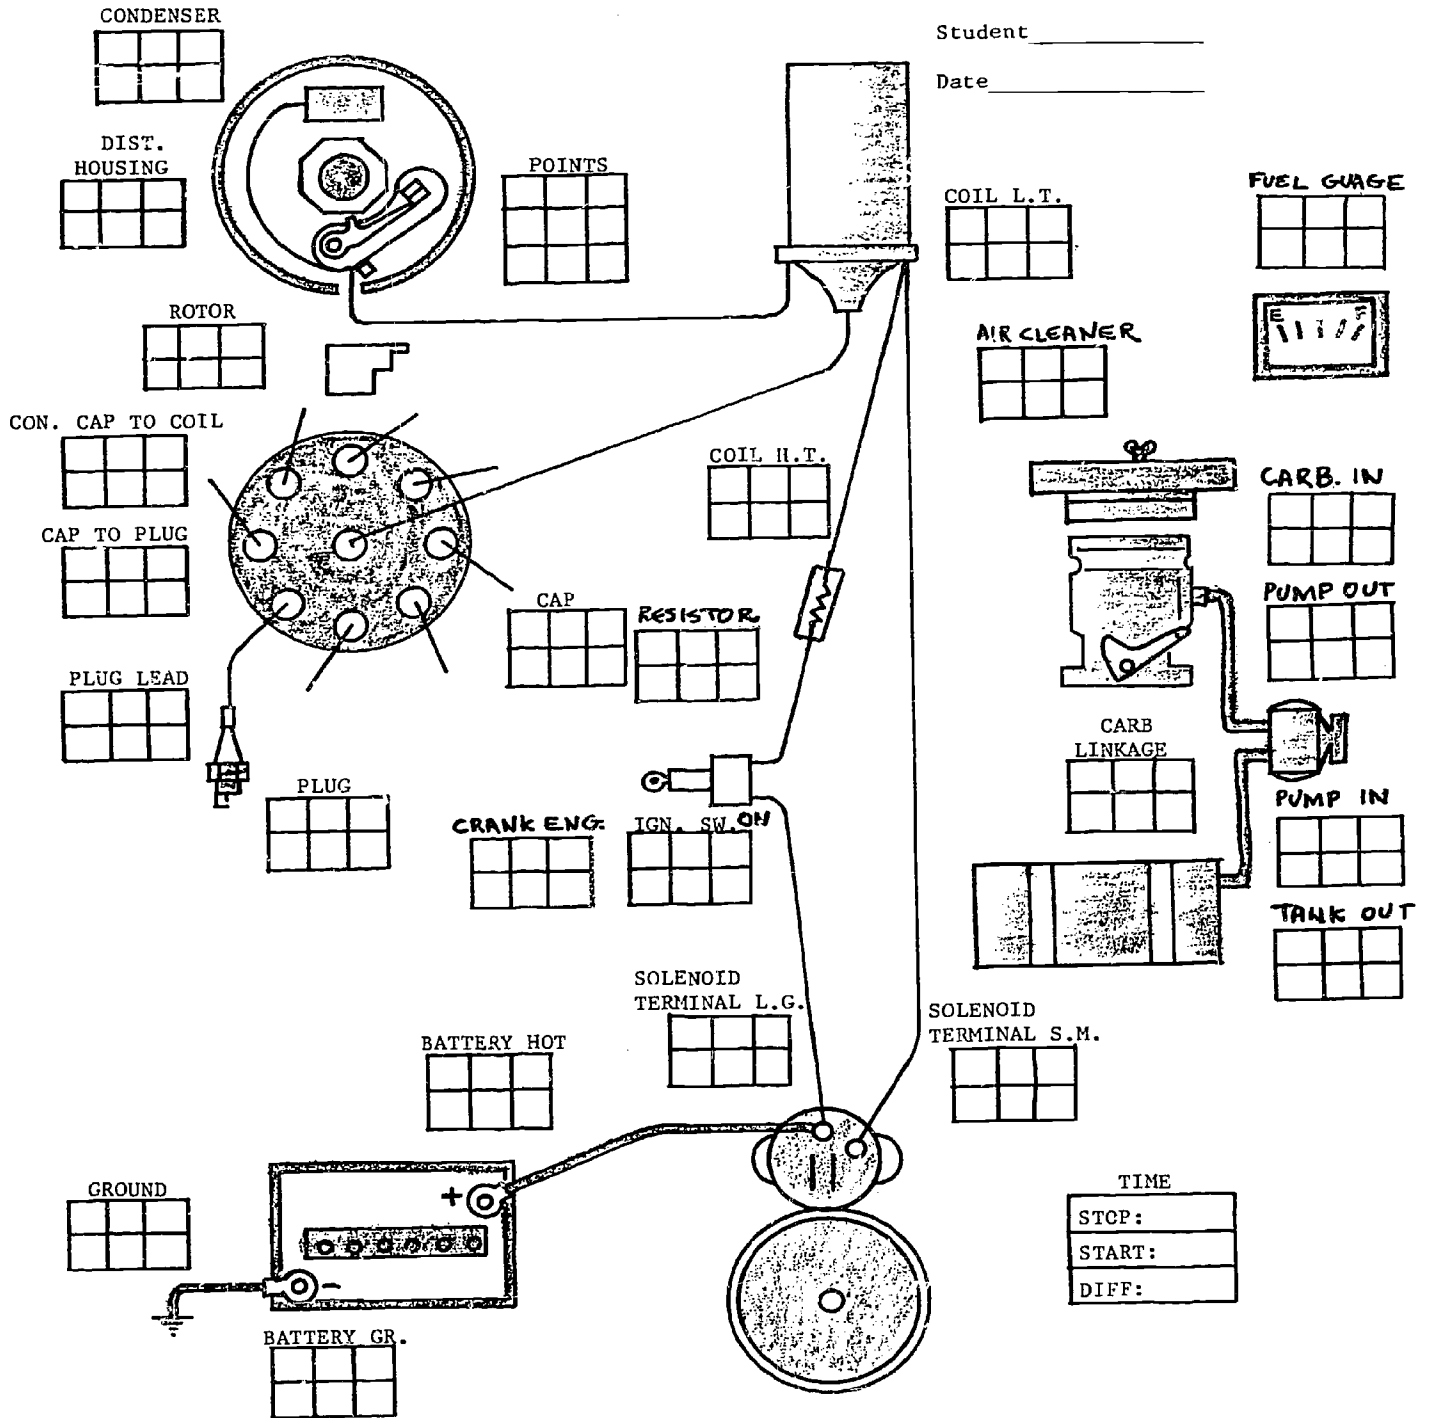 CONDENSER
Student
Date
DIST.
HOUSING
POINTS
COIL L.T.
FUEL GUAGE
ROTOR
E F
AIR CLEANER
CON. CAP TO COIL
COIL H.T.
CARB. IN
CAP TO PLUG
CAP
RESISTOR
PUMP OUT
PLUG LEAD
CARB
LINKAGE
PLUG
PUMP IN
CRANK ENG.
IGN. SW. ON
TANK OUT
SOLENOID
TERMINAL L.G.
SOLENOID
TERMINAL S.M.
BATTERY HOT
GROUND
+
-
TIME
STOP:
START:
DIFF:
BATTERY GR.